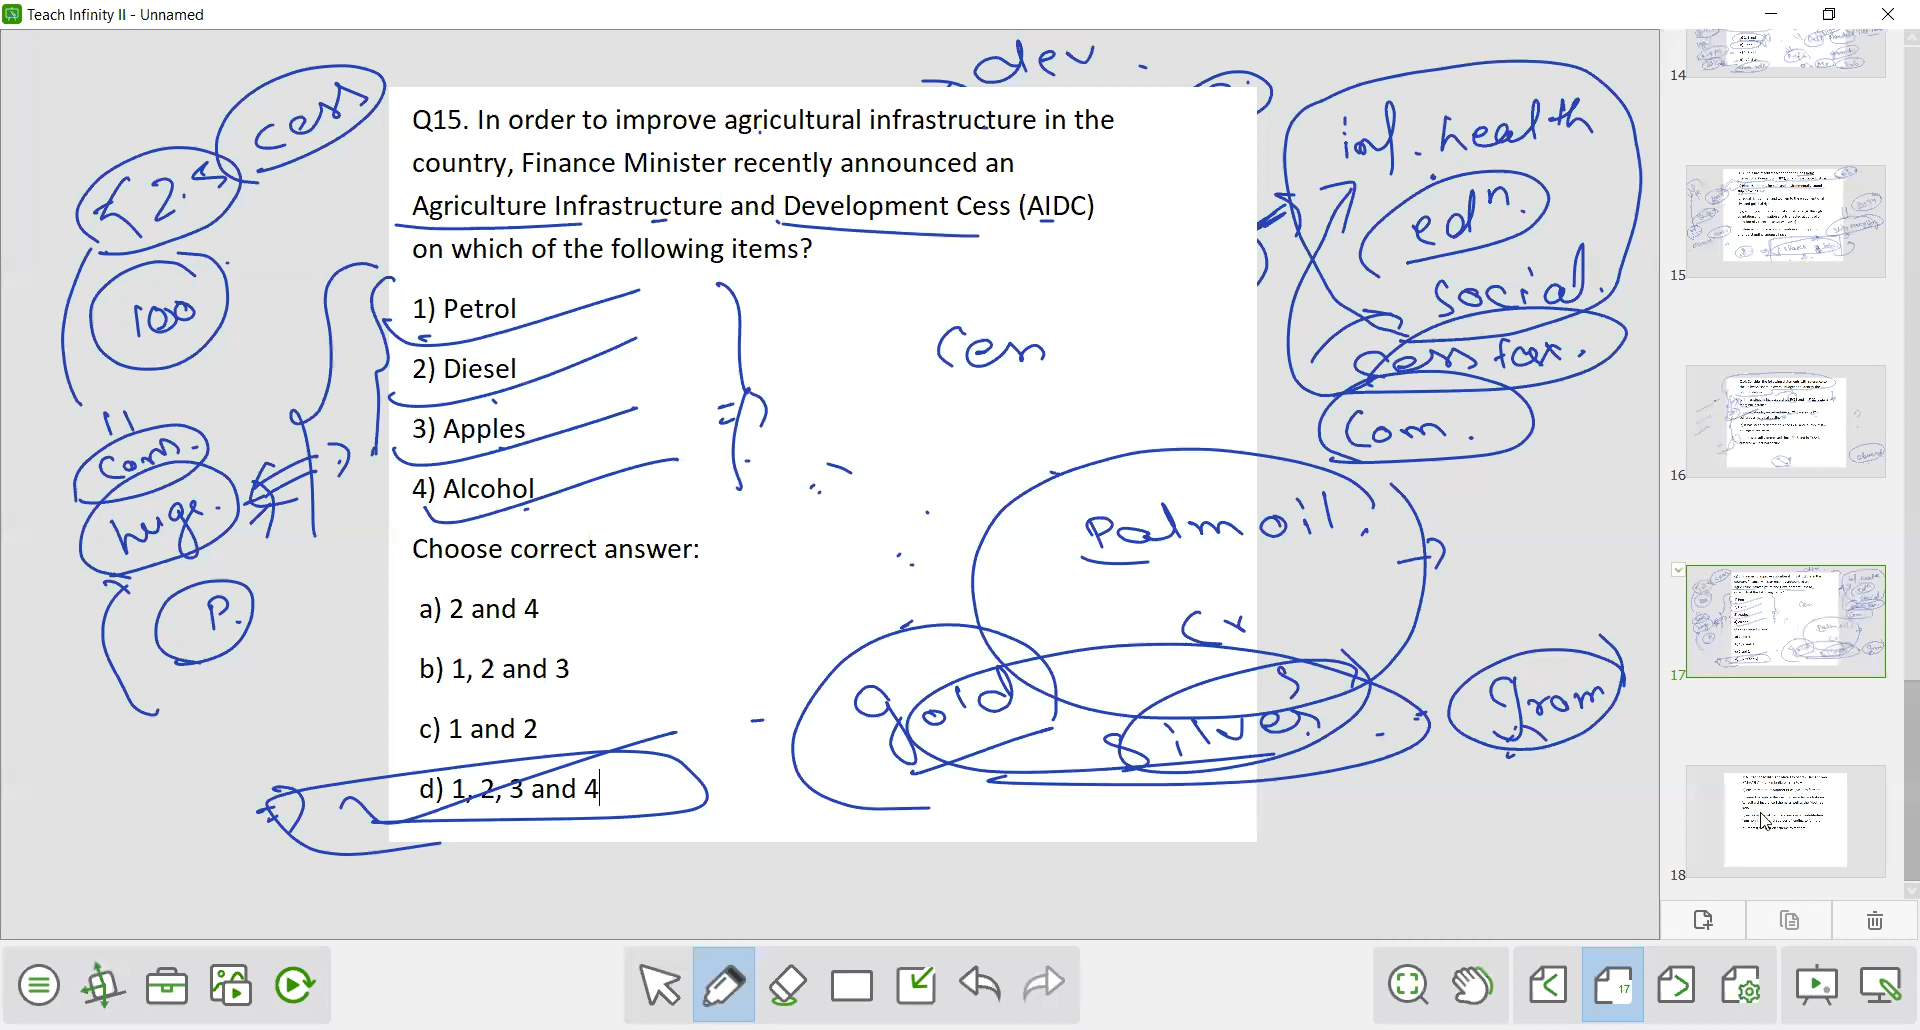 Teach Infinity II - Unnamed
dev.
cess
₹ 2.5
100
Com.
huge.
P.
Q15. In order to improve agricultural infrastructure in the
country, Finance Minister recently announced an
Agriculture Infrastructure and Development Cess (AIDC)
on which of the following items?
1) Petrol
2) Diesel
3) Apples
4) Alcohol
Choose correct answer:
a) 2 and 4
b) 1, 2 and 3
c) 1 and 2
d) 1, 2, 3 and 4
Cess
inf. health
edn.
social.
cess tax.
Com.
Palm oil.
gold
silver.
gram
14
15
16
17
18
17